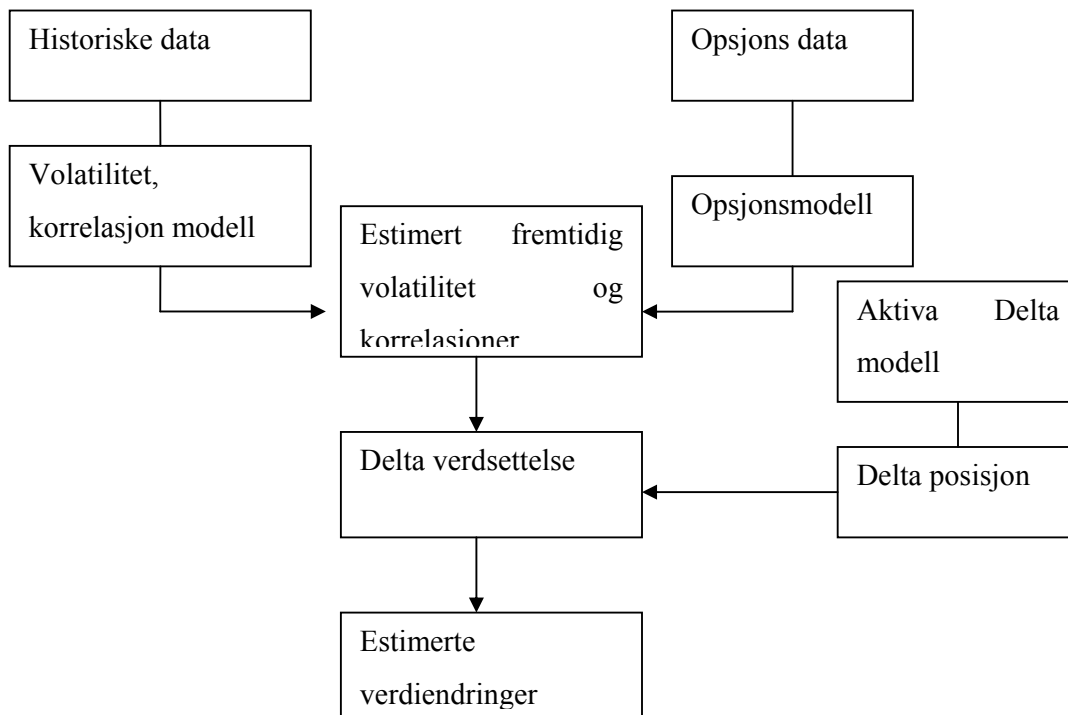 Historiske data
Opsjons data
Volatilitet,
korrelasjon modell
Opsjonsmodell
Estimert fremtidig
volatilitet og
korrelasjoner
Aktiva Delta
modell
Delta verdsettelse
Delta posisjon
Estimerte
verdiendringer